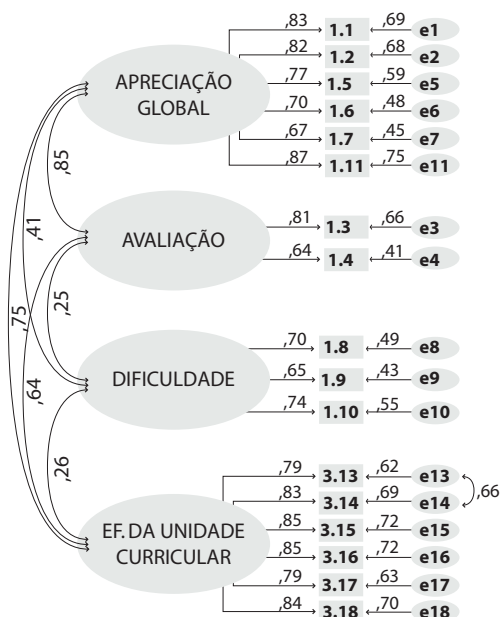 ,83 1.1 ,69 e1
,82 1.2 ,68 e2
,77 1.5 ,59 e5
,70 1.6 ,48 e6
,67 1.7 ,45 e7
,87 1.11 ,75 e11
APRECIAÇÃO
GLOBAL
,85
,41
,81 1.3 ,66 e3
,64 1.4 ,41 e4
AVALIAÇÃO
,75
,25
,64
,70 1.8 ,49 e8
,65 1.9 ,43 e9
,74 1.10 ,55 e10
DIFICULDADE
,26
,79 3.13 ,62 e13
,83 3.14 ,69 e14
,66
,85 3.15 ,72 e15
,85 3.16 ,72 e16
,79 3.17 ,63 e17
,84 3.18 ,70 e18
EF. DA UNIDADE
CURRICULAR